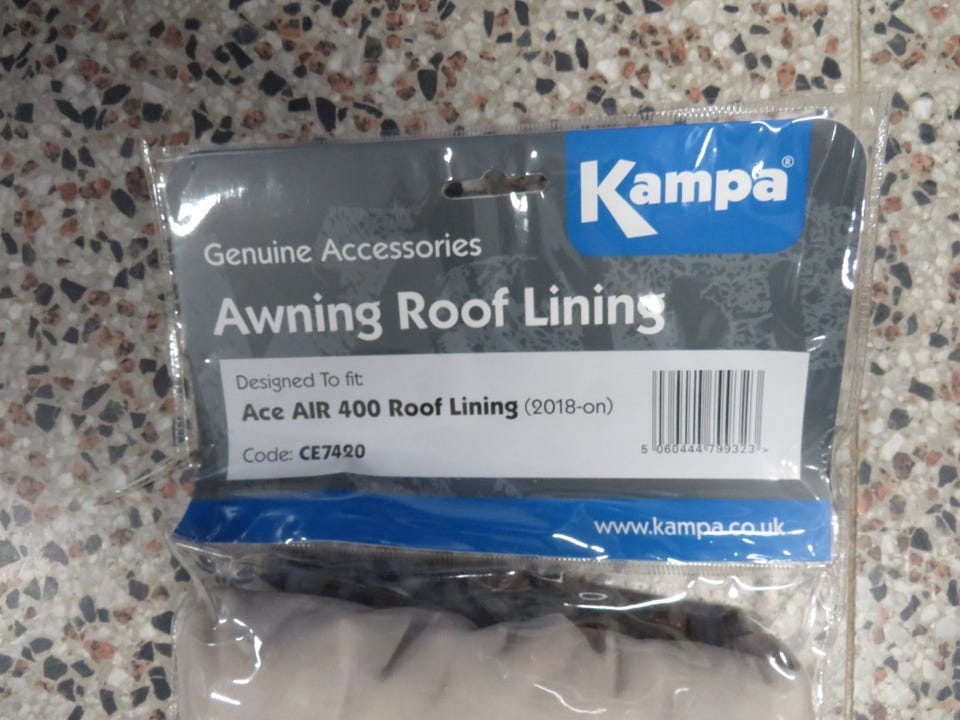 Kampa®
Genuine Accessories
Awning Roof Lining
Designed To fit:
Ace AIR 400 Roof Lining (2018-on)
Code: CE7420
5 060444 799323 >
www.kampa.co.uk